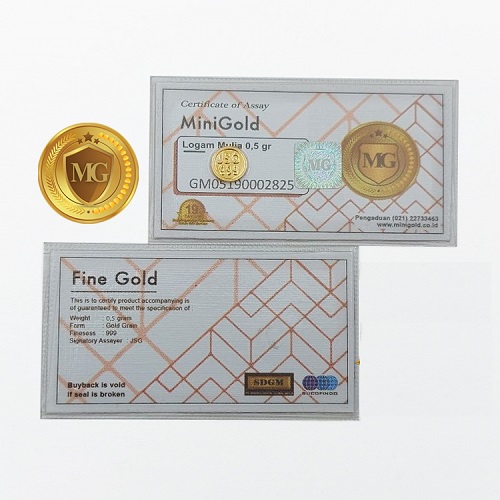 MG
Certificate of Assay
MiniGold
Logam Mulia 0,5 gr
JSG
999
MG
MG
GM05190002825
19
Pengaduan (021) 22733463
www.minigold.co.id
Fine Gold
This is to certify product accompanying is
of guaranteed to meet the specification of :
Weight : 0,5 gram
Form : Gold Grain
Fineness : 999
Signatory Assayer : JSG
Buyback is void
if seal is broken
SDGM
SUCOFINDO